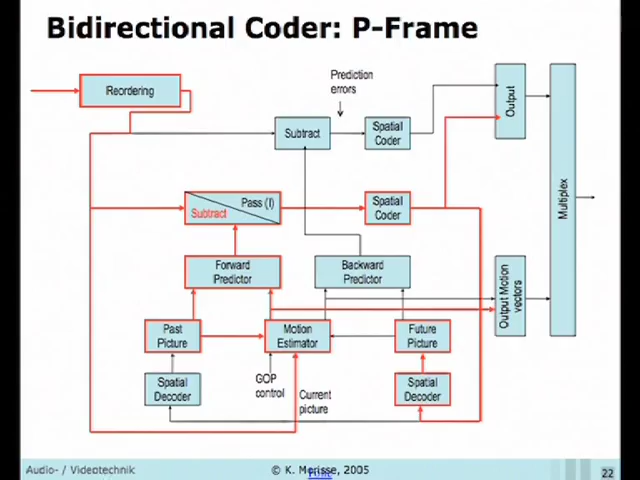 Bidirectional Coder: P-Frame
Prediction
errors
Reordering
Subtract
Spatial
Coder
Output
Multiplex
Pass (I)
Subtract
Spatial
Coder
Forward
Predictor
Backward
Predictor
Output Motion
vectors
Past
Picture
Motion
Estimator
Future
Picture
Spatial
Decoder
GOP
control
Current
picture
Spatial
Decoder
Audio- / Videotechnik
© K. Merisse, 2005
22